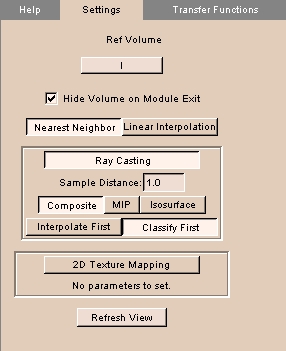 Help Settings Transfer Functions
Ref Volume
I
Hide Volume on Module Exit
Nearest Neighbor Linear Interpolation
Ray Casting
Sample Distance: 1.0
Composite MIP Isosurface
Interpolate First Classify First
2D Texture Mapping
No parameters to set.
Refresh View